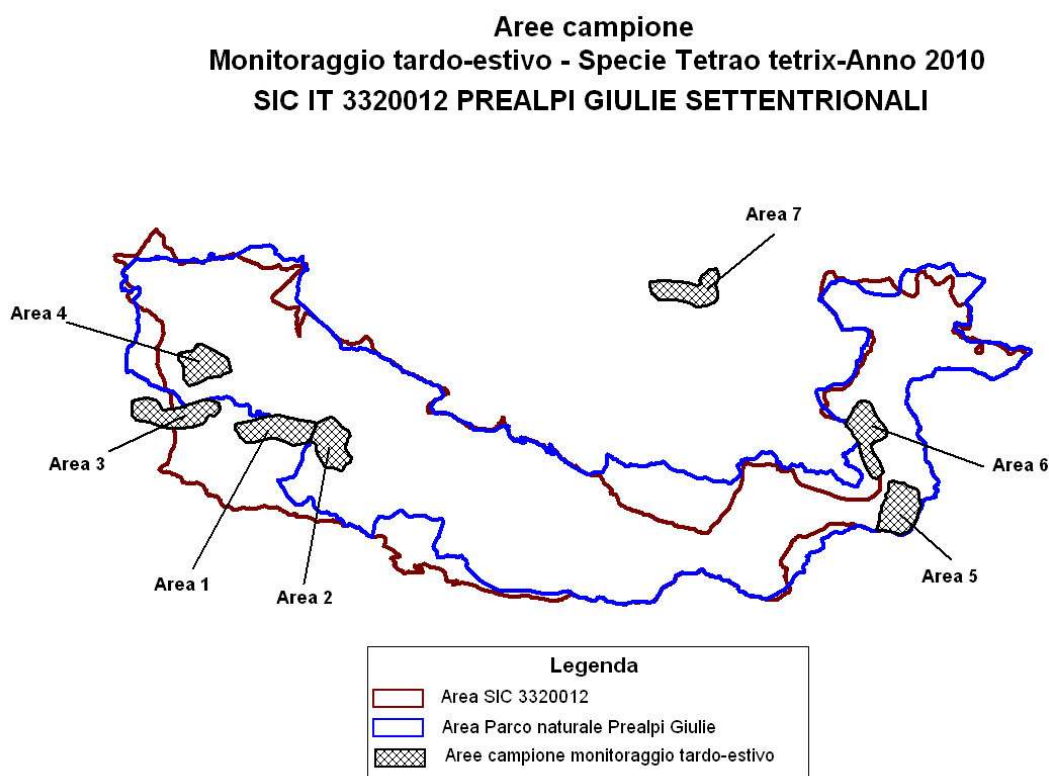 Aree campione
Monitoraggio tardo-estivo - Specie Tetrao tetrix-Anno 2010
SIC IT 3320012 PREALPI GIULIE SETTENTRIONALI
Area 7
Area 4
Area 3
Area 6
Area 1
Area 2
Area 5
Legenda
Area SIC 3320012
Area Parco naturale Prealpi Giulie
Aree campione monitoraggio tardo-estivo